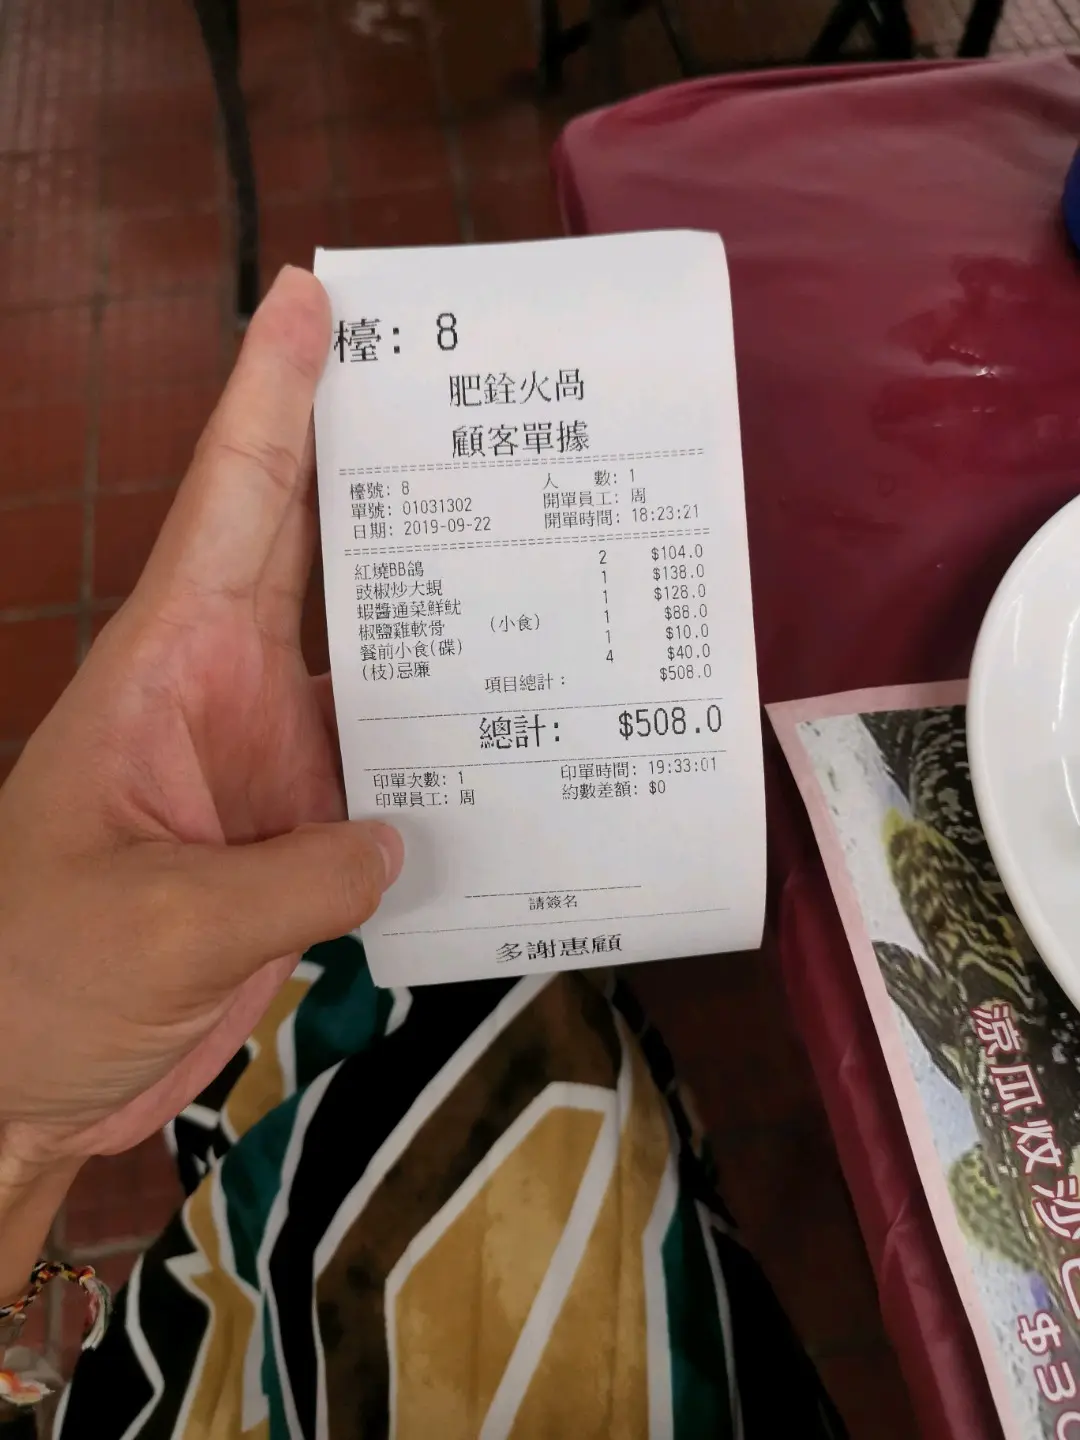 檯: 8
肥銓火咼
顧客單據
檯號: 8 人 數: 1
單號: 01031302 開單員工: 周
日期: 2019-09-22 開單時間: 18:23:21
紅燒BB鴿 2 $104.0
豉椒炒大蜆 1 $138.0
蝦醬通菜鮮魷 1 $128.0
椒鹽雞軟骨 (小食) 1 $88.0
餐前小食(碟) 1 $10.0
(枝)忌廉 4 $40.0
項目總計: $508.0
總計: $508.0
印單次數: 1 印單時間: 19:33:01
印單員工: 周 約數差額: $0
請簽名
多謝惠顧
涼瓜炆
$30